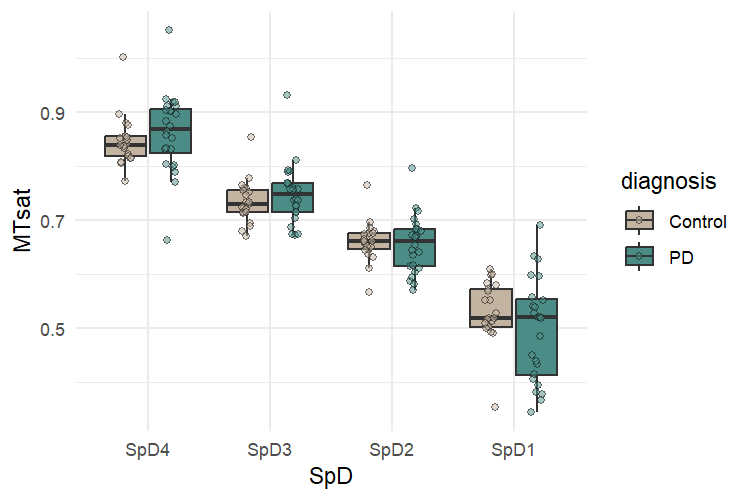 MTsat
0.9
0.7
0.5
SpD4
SpD3
SpD2
SpD1
SpD
diagnosis
Control
PD